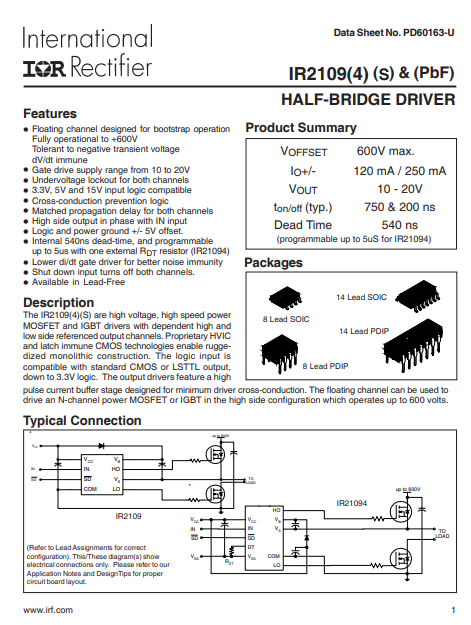 International
IOR Rectifier
Data Sheet No. PD60163-U
IR2109(4) (S) & (PbF)
HALF-BRIDGE DRIVER
Features
● Floating channel designed for bootstrap operation
Fully operational to +600V
Tolerant to negative transient voltage
dV/dt immune
● Gate drive supply range from 10 to 20V
● Undervoltage lockout for both channels
● 3.3V, 5V and 15V input logic compatible
● Cross-conduction prevention logic
● Matched propagation delay for both channels
● High side output in phase with IN input
● Logic and power ground +/- 5V offset.
● Internal 540ns dead-time, and programmable
up to 5us with one external RDT resistor (IR21094)
● Lower di/dt gate driver for better noise immunity
● Shut down input turns off both channels.
● Available in Lead-Free
Product Summary
VOFFSET 600V max.
IO+/- 120 mA / 250 mA
VOUT 10 - 20V
ton/off (typ.) 750 & 200 ns
Dead Time 540 ns
(programmable up to 5uS for IR21094)
Packages
8 Lead SOIC
14 Lead SOIC
14 Lead PDIP
8 Lead PDIP
Description
The IR2109(4)(S) are high voltage, high speed power
MOSFET and IGBT drivers with dependent high and
low side referenced output channels. Proprietary HVIC
and latch immune CMOS technologies enable rugge-
dized monolithic construction. The logic input is
compatible with standard CMOS or LSTTL output,
down to 3.3V logic. The output drivers feature a high
pulse current buffer stage designed for minimum driver cross-conduction. The floating channel can be used to
drive an N-channel power MOSFET or IGBT in the high side configuration which operates up to 600 volts.
Typical Connection
up to 600V
VCC
VCC VB
IN IN HO
SD SD VS
COM LO
TO
LOAD
IR2109
IR21094
up to 600V
HO
VCC VCC VB
IN IN VS
SD SD
DT
VSS VSS COM
RDT LO
TO
LOAD
(Refer to Lead Assignments for correct
configuration). This/These diagram(s) show
electrical connections only. Please refer to our
Application Notes and DesignTips for proper
circuit board layout.
www.irf.com 1